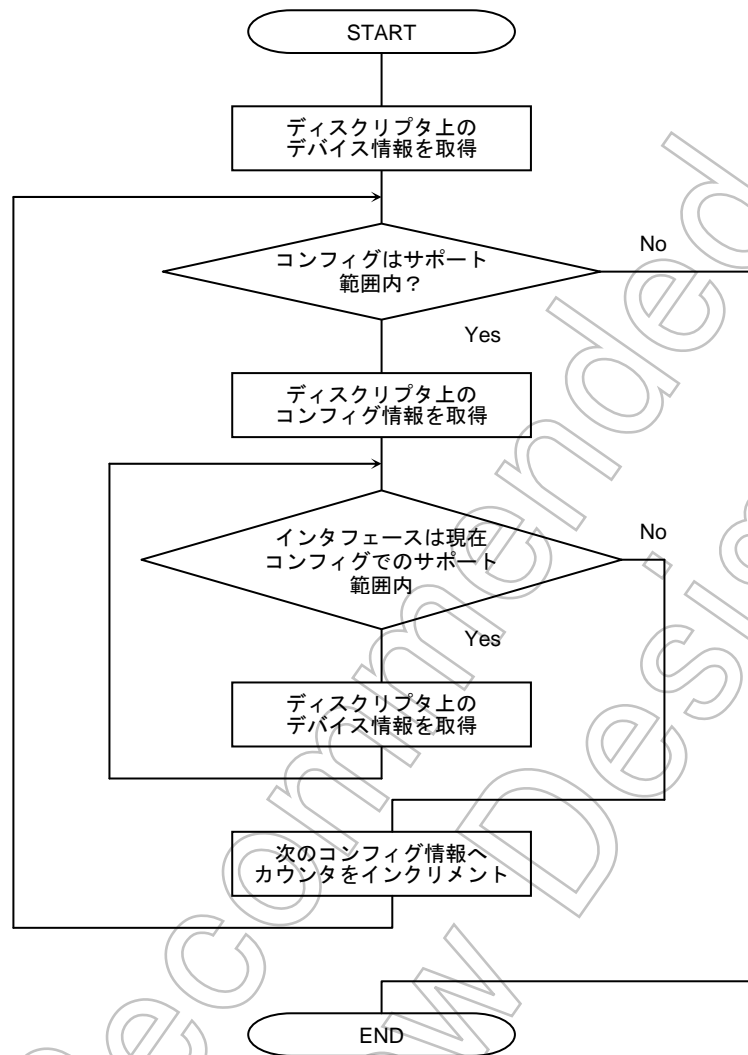 START
ディスクリプタ上の
デバイス情報を取得
コンフィグはサポート
範囲内？
No
Yes
ディスクリプタ上の
コンフィグ情報を取得
インタフェースは現在
コンフィグでのサポート
範囲内
No
Yes
ディスクリプタ上の
デバイス情報を取得
次のコンフィグ情報へ
カウンタをインクリメント
END
ecommended
w Desig